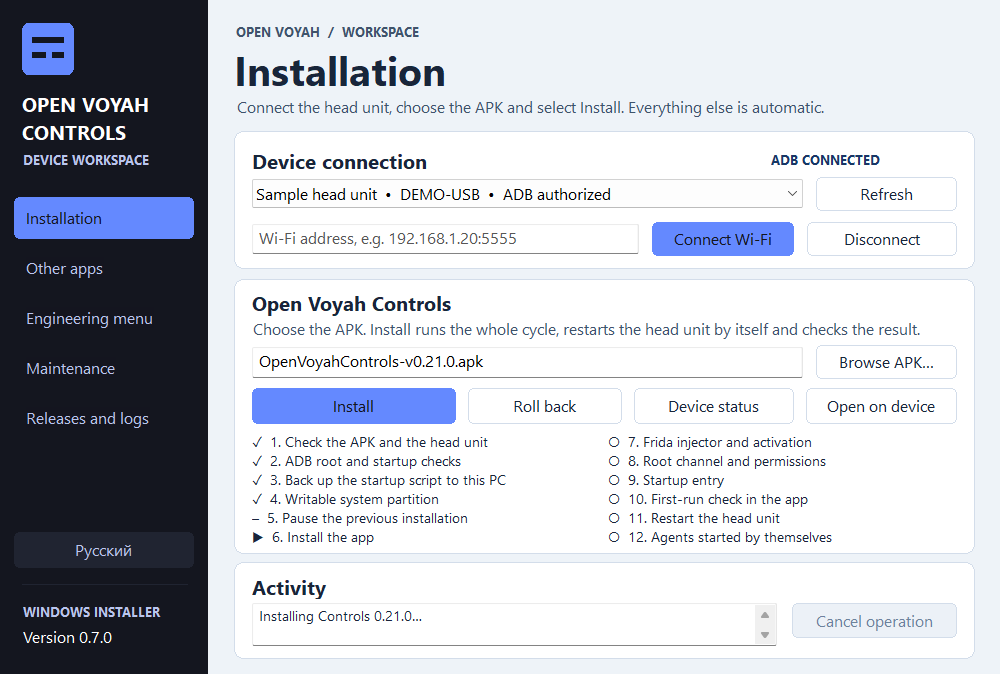 OPEN VOYAH
CONTROLS
DEVICE WORKSPACE
Installation
Other apps
Engineering menu
Maintenance
Releases and logs
Русский
WINDOWS INSTALLER
Version 0.7.0
OPEN VOYAH / WORKSPACE
Installation
Connect the head unit, choose the APK and select Install. Everything else is automatic.
Device connection
ADB CONNECTED
Sample head unit • DEMO-USB • ADB authorized
Refresh
Wi-Fi address, e.g. 192.168.1.20:5555
Connect Wi-Fi
Disconnect
Open Voyah Controls
Choose the APK. Install runs the whole cycle, restarts the head unit by itself and checks the result.
OpenVoyahControls-v0.21.0.apk
Browse APK...
Install
Roll back
Device status
Open on device
✓ 1. Check the APK and the head unit
✓ 2. ADB root and startup checks
✓ 3. Back up the startup script to this PC
✓ 4. Writable system partition
– 5. Pause the previous installation
▶ 6. Install the app
○ 7. Frida injector and activation
○ 8. Root channel and permissions
○ 9. Startup entry
○ 10. First-run check in the app
○ 11. Restart the head unit
○ 12. Agents started by themselves
Activity
Installing Controls 0.21.0...
Cancel operation